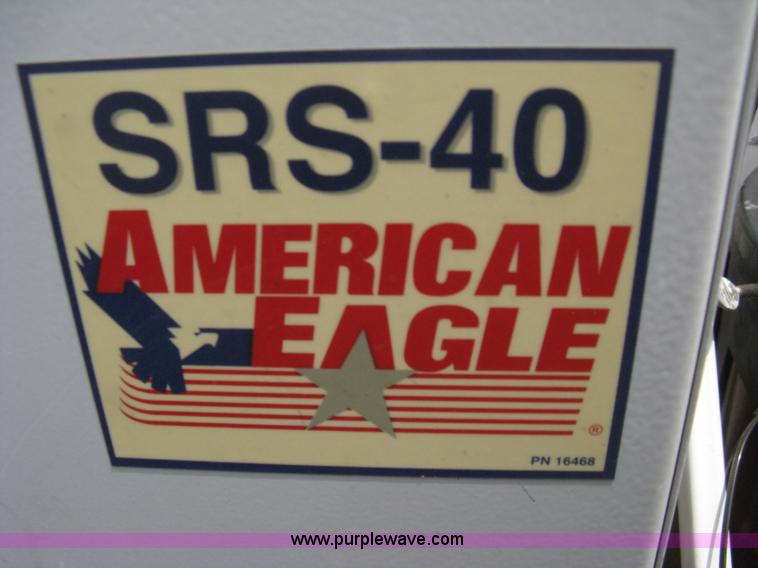 SRS-40
AMERICAN
EAGLE
®
PN 16468
www.purplewave.com